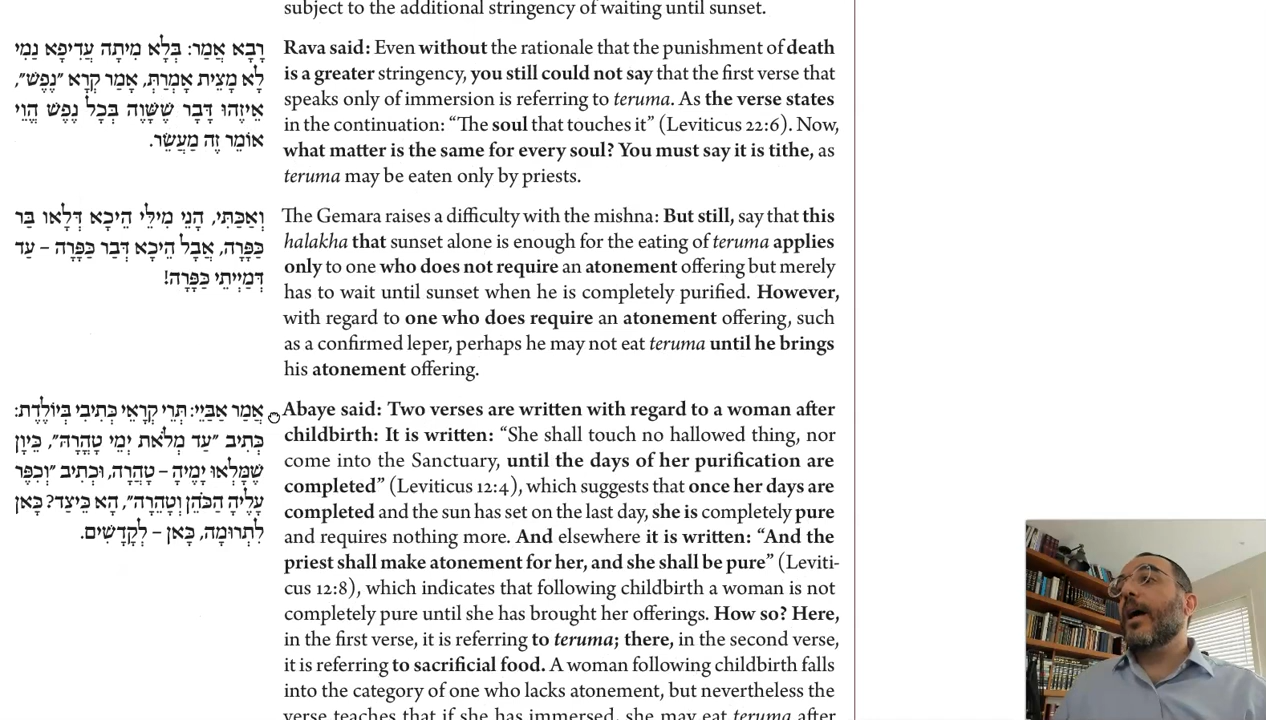 subject to the additional stringency of waiting until sunset.
רָבָא אֲמַר: בְּלָא מִיתָה עֲדִיפָא נַמִי
לָא מָצֵית אָמְרַתְּ, אָמַר קְרָא ״נֶפֶשׁ״,
אֵיזֶהוּ דָּבָר שֶׁשָּׁוֶה בְּכׇל נֶפֶשׁ הֱוֵי
אוֹמֵר זֶה מַעֲשֵׂר.
Rava said: Even without the rationale that the punishment of death
is a greater stringency, you still could not say that the first verse that
speaks only of immersion is referring to teruma. As the verse states
in the continuation: “The soul that touches it” (Leviticus 22:6). Now,
what matter is the same for every soul? You must say it is tithe, as
teruma may be eaten only by priests.
וְאַכַּתִּי, הָנֵי מִילֵּי הֵיכָא דְּלָאו בַּר
כַּפָּרָה, אֲבָל הֵיכָא דְּבַר כַּפָּרָה – עַד
דְּמַיְיתֵי כַּפָּרָה!
The Gemara raises a difficulty with the mishna: But still, say that this
halakha that sunset alone is enough for the eating of teruma applies
only to one who does not require an atonement offering but merely
has to wait until sunset when he is completely purified. However,
with regard to one who does require an atonement offering, such
as a confirmed leper, perhaps he may not eat teruma until he brings
his atonement offering.
אֲמַר אַבָּיֵי: תְּרֵי קְרָאֵי כְּתִיבִי בְּיוֹלֶדֶת:
כְּתִיב ״עַד מְלֹאת יְמֵי טׇהֳרָהּ״, כֵּיוָן
שֶׁמָּלְאוּ יָמֶיהָ – טָהֲרָה, וּכְתִיב ״וְכִפֶּר
עָלֶיהָ הַכֹּהֵן וְטָהֵרָה״, הָא כֵּיצַד? כָּאן
לִתְרוּמָה, כָּאן – לְקָדָשִׁים.
Abaye said: Two verses are written with regard to a woman after
childbirth: It is written: “She shall touch no hallowed thing, nor
come into the Sanctuary, until the days of her purification are
completed” (Leviticus 12:4), which suggests that once her days are
completed and the sun has set on the last day, she is completely pure
and requires nothing more. And elsewhere it is written: “And the
priest shall make atonement for her, and she shall be pure” (Leviti-
cus 12:8), which indicates that following childbirth a woman is not
completely pure until she has brought her offerings. How so? Here,
in the first verse, it is referring to teruma; there, in the second verse,
it is referring to sacrificial food. A woman following childbirth falls
into the category of one who lacks atonement, but nevertheless the
verse teaches that if she has immersed, she may eat teruma after